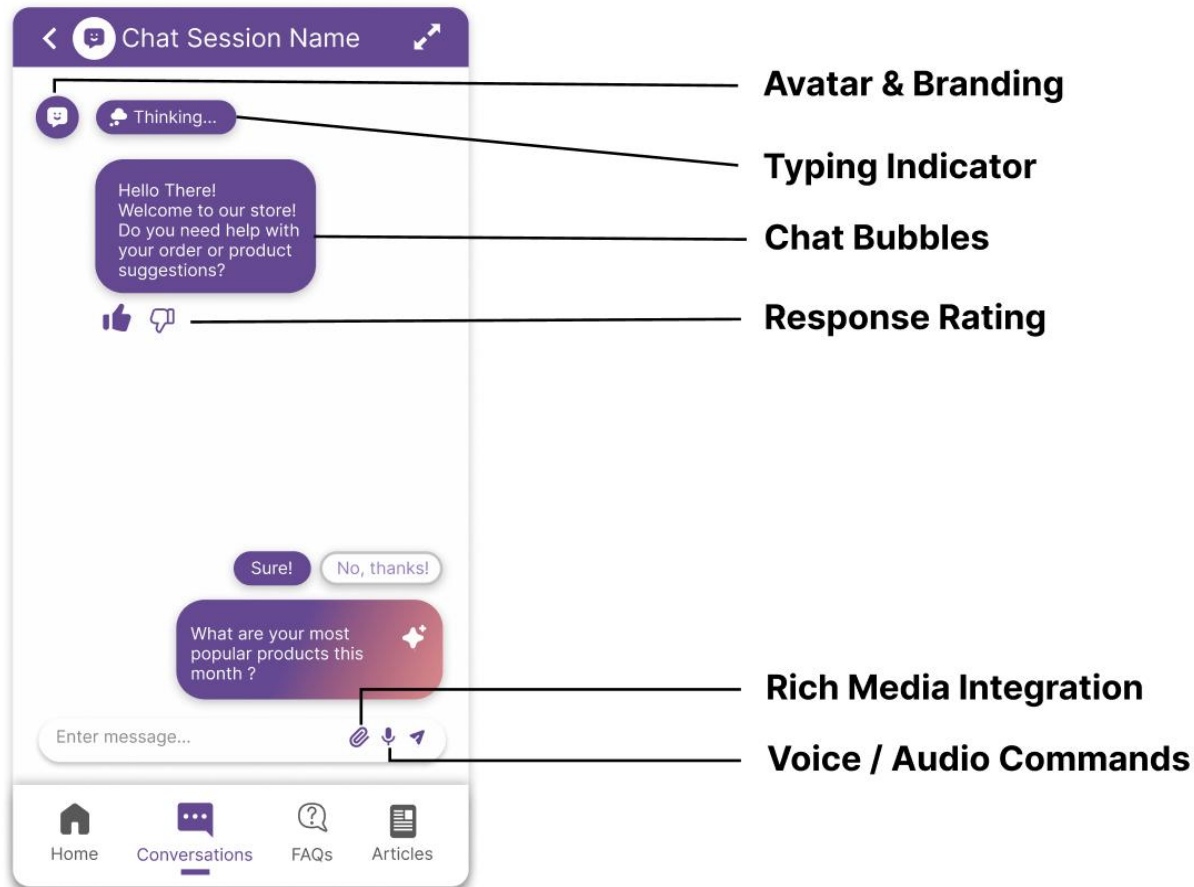 Chat Session Name
Avatar & Branding
Thinking...
Typing Indicator
Hello There!
Welcome to our store!
Do you need help with
your order or product
suggestions?
Chat Bubbles
Response Rating
Sure!
No, thanks!
What are your most
popular products this
month ?
Rich Media Integration
Enter message...
Voice / Audio Commands
Home
Conversations
FAQs
Articles